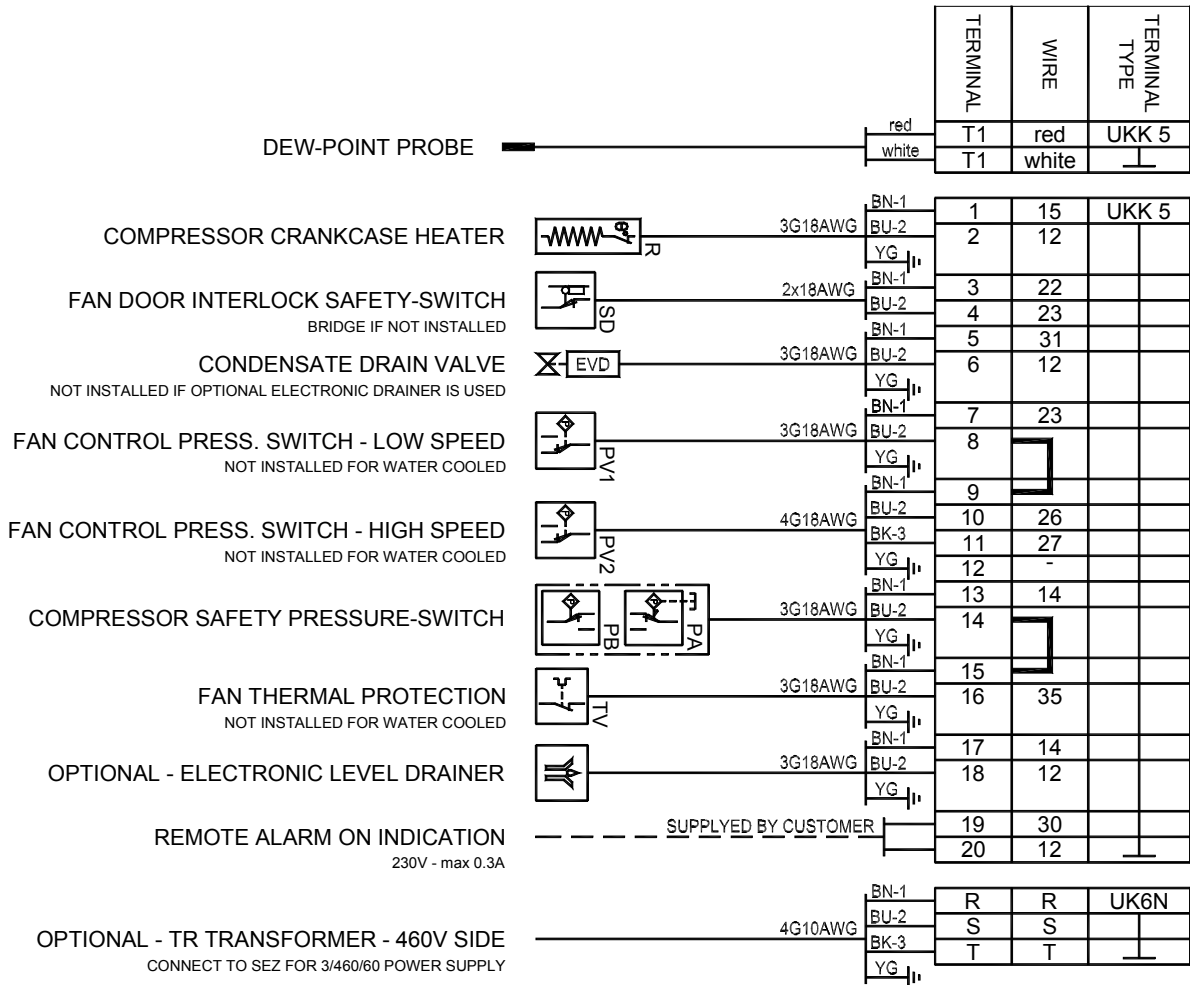 TERMINAL
WIRE
TERMINAL TYPE
DEW-POINT PROBE
red
T1 red UKK 5
white
T1 white
COMPRESSOR CRANKCASE HEATER
R
3G18AWG
BN-1
BU-2
YG
1 15 UKK 5
2 12
FAN DOOR INTERLOCK SAFETY-SWITCH
BRIDGE IF NOT INSTALLED
SD
2x18AWG
BN-1
BU-2
3 22
4 23
CONDENSATE DRAIN VALVE
NOT INSTALLED IF OPTIONAL ELECTRONIC DRAINER IS USED
EVD
3G18AWG
BN-1
BU-2
YG
5 31
6 12
FAN CONTROL PRESS. SWITCH - LOW SPEED
NOT INSTALLED FOR WATER COOLED
PV1
3G18AWG
BN-1
BU-2
YG
7 23
8
FAN CONTROL PRESS. SWITCH - HIGH SPEED
NOT INSTALLED FOR WATER COOLED
PV2
4G18AWG
BN-1
BU-2
BK-3
YG
9
10 26
11 27
12 -
COMPRESSOR SAFETY PRESSURE-SWITCH
PB
PA
3G18AWG
BN-1
BU-2
YG
13 14
14
FAN THERMAL PROTECTION
NOT INSTALLED FOR WATER COOLED
TV
3G18AWG
BN-1
BU-2
YG
15
16 35
OPTIONAL - ELECTRONIC LEVEL DRAINER
3G18AWG
BN-1
BU-2
YG
17 14
18 12
REMOTE ALARM ON INDICATION
230V - max 0.3A
SUPPLYED BY CUSTOMER
19 30
20 12
OPTIONAL - TR TRANSFORMER - 460V SIDE
CONNECT TO SEZ FOR 3/460/60 POWER SUPPLY
4G10AWG
BN-1
BU-2
BK-3
YG
R R UK6N
S S
T T